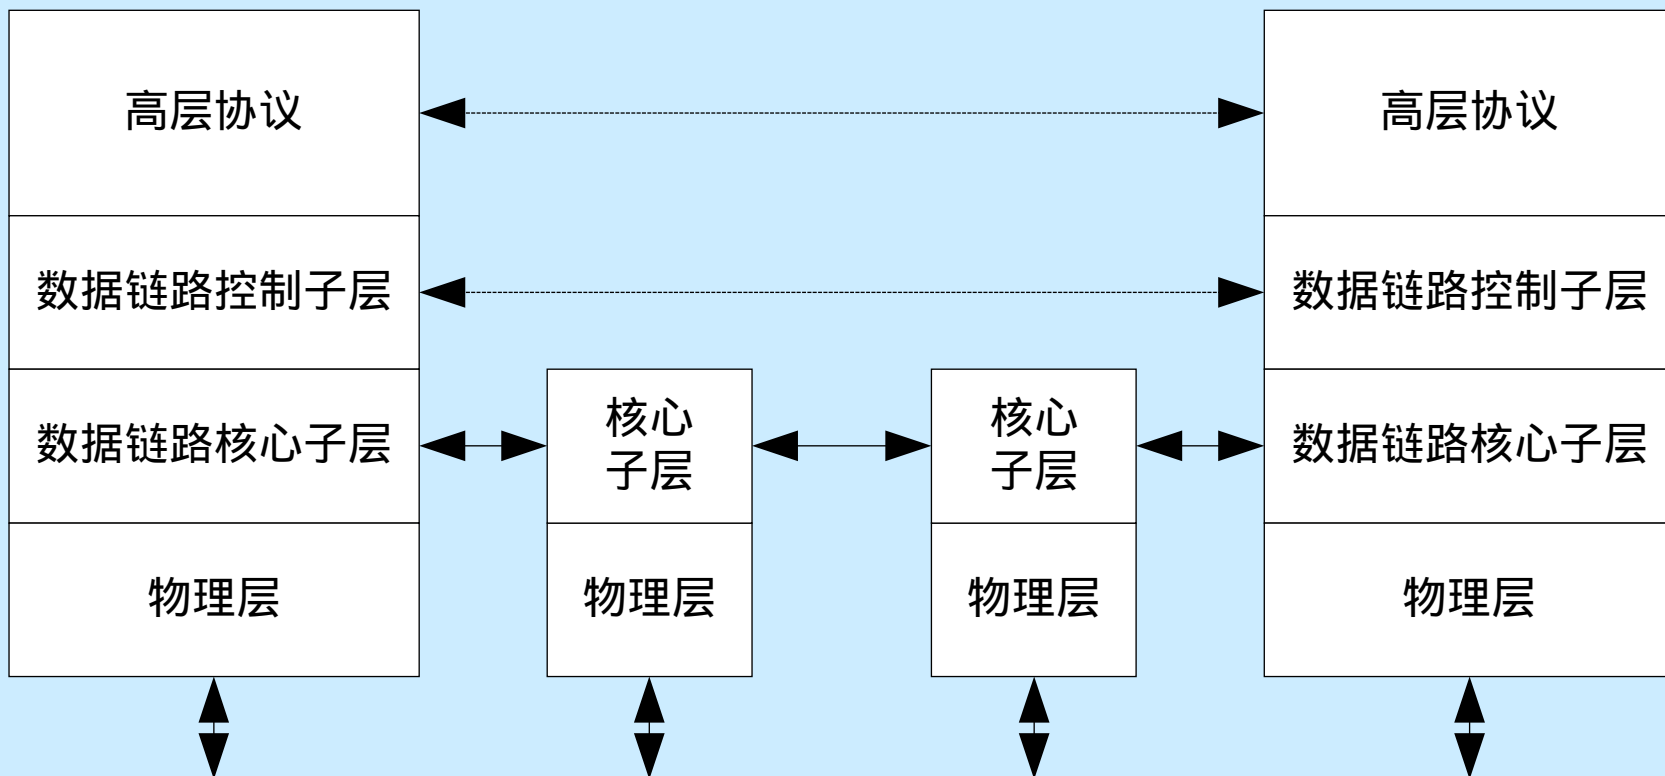 高层协议
高层协议
数据链路控制子层
数据链路控制子层
数据链路核心子层
核心
子层
核心
子层
数据链路核心子层
物理层
物理层
物理层
物理层